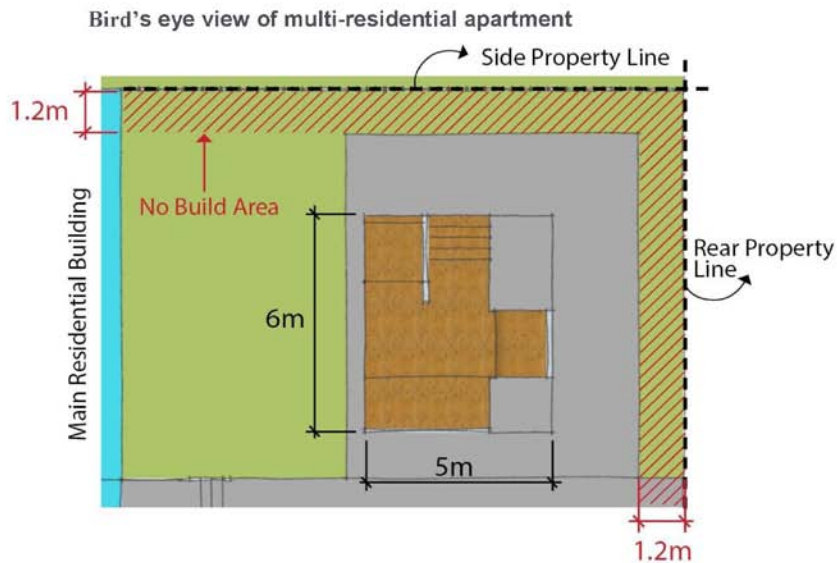 Bird's eye view of multi-residential apartment
Side Property Line
1.2m
No Build Area
Main Residential Building
Rear Property
Line
6m
5m
1.2m